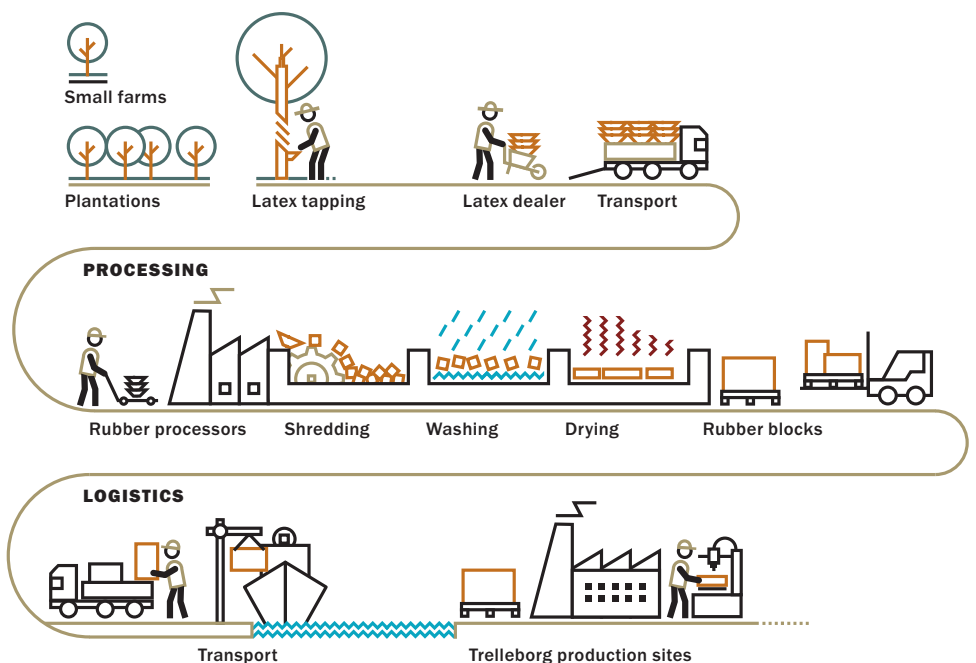 Small farms
Plantations
Latex tapping
Latex dealer
Transport
PROCESSING
Rubber processors
Shredding
Washing
Drying
Rubber blocks
LOGISTICS
Transport
Trelleborg production sites